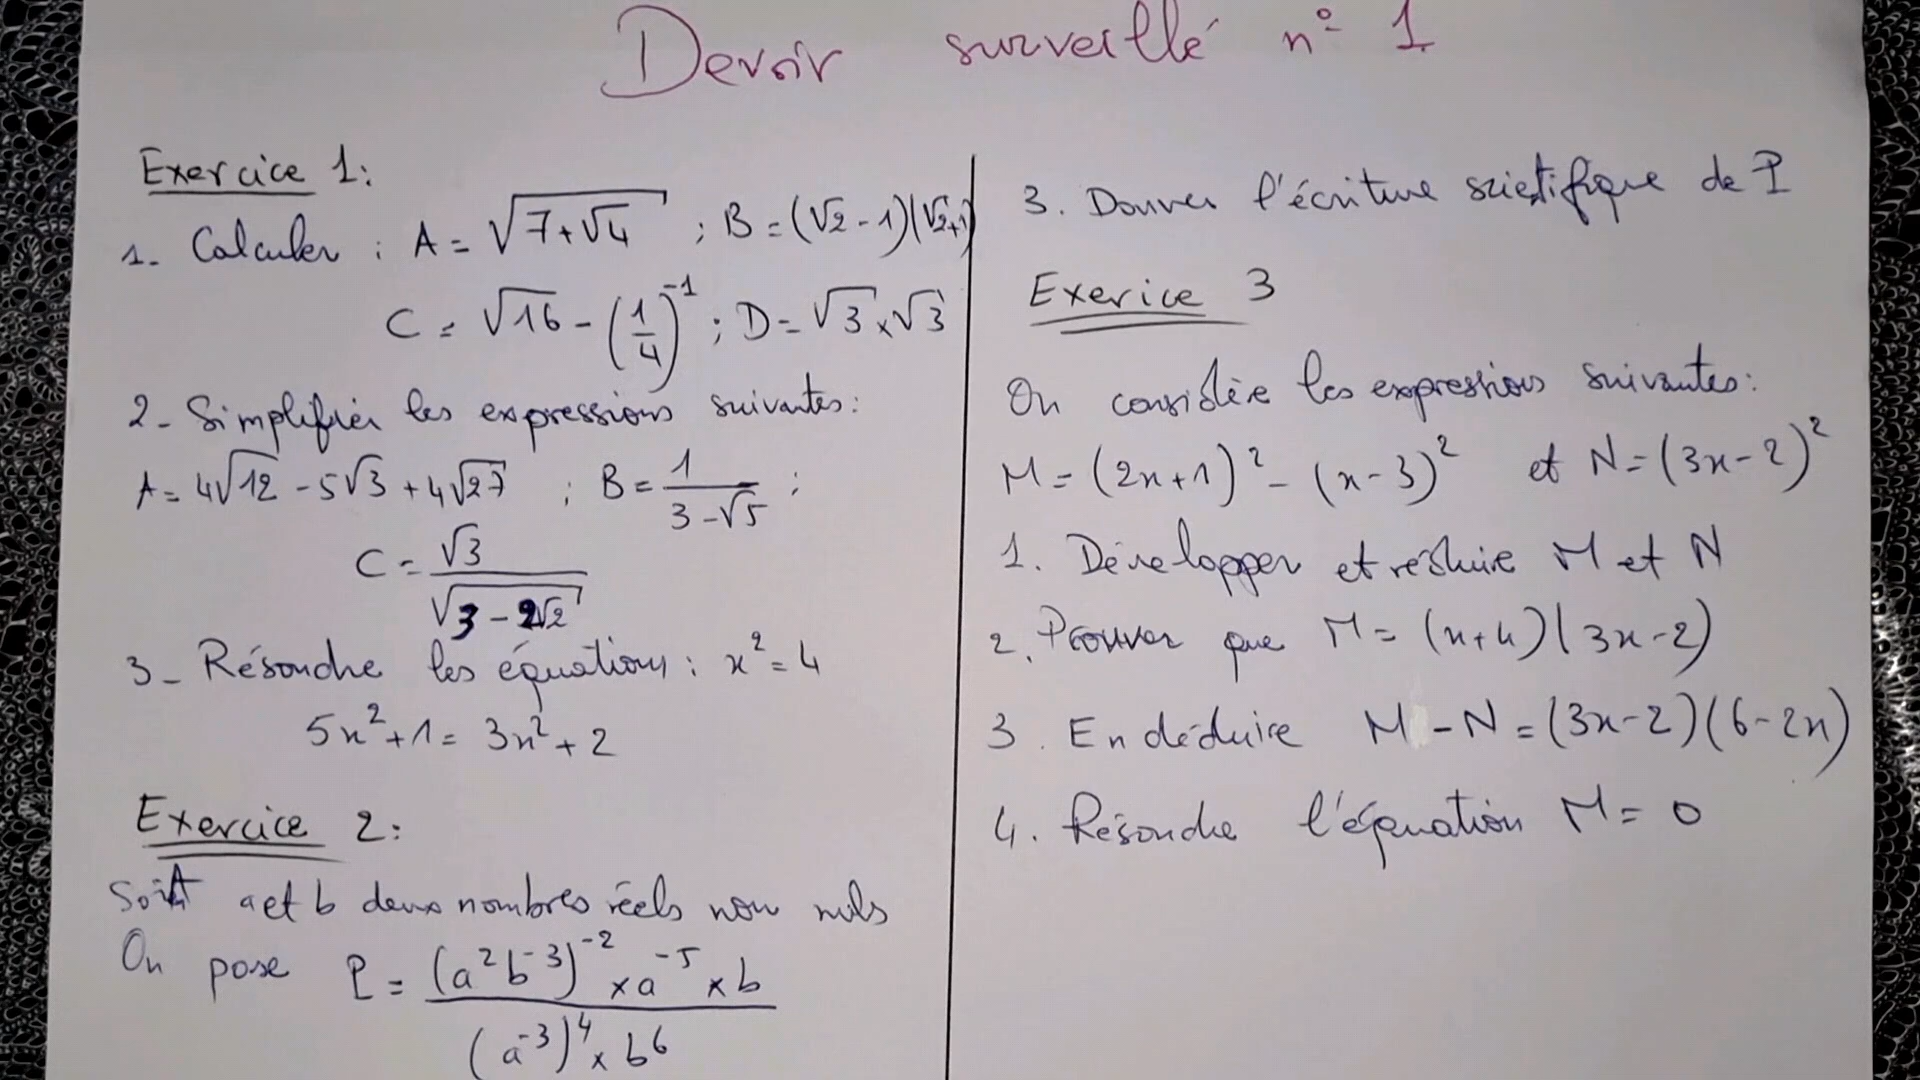 Devoir surveillé n° 1
Exercice 1:
1- Calculer : A = √(7+√4) ; B = (√2 - 1)(√2+1)
C = √16 - (1/4)^-1 ; D = √3 × √3
2- Simplifier les expressions suivantes:
A = 4√12 - 5√3 + 4√27 ; B = 1/(3-√5) ;
C = √3/√(3-2√2)
3- Résoudre les équations : x² = 4
5x² + 1 = 3x² + 2
Exercice 2:
Soit a et b deux nombres réels non nuls
On pose P = ((a²b^-3)^-2 × a^-5 × b)/((a^-3)^4 × b^6)
3. Donner l'écriture scietifique de P
Exerice 3
On considère les expressions suivantes:
M = (2x+1)² - (x-3)² et N = (3x-2)²
1. Développer et réduire M et N
2. Prouver que M = (x+4)(3x-2)
3. En déduire M - N = (3x-2)(6-2x)
4. Résoudre l'équation M = 0